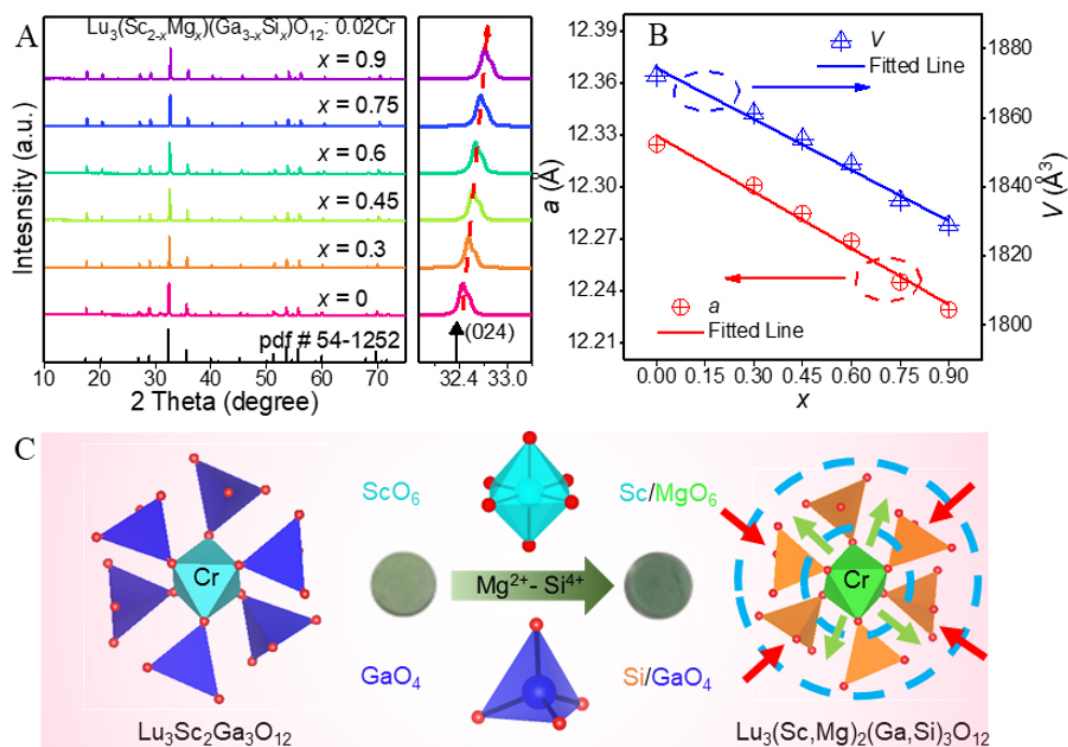 A
Lu₃(Sc₂₋ₓMgₓ)(Ga₃₋ₓSiₓ)O₁₂: 0.02Cr
x = 0.9
x = 0.75
x = 0.6
x = 0.45
x = 0.3
x = 0
pdf # 54-1252
Intesnsity (a.u.)
10 20 30 40 50 60 70
2 Theta (degree)
(024)
32.4 33.0
B
12.39
12.36
12.33
12.30
12.27
12.24
12.21
a (Å)
V
Fitted Line
a
Fitted Line
1880
1860
1840
1820
1800
V (Å³)
0.00 0.15 0.30 0.45 0.60 0.75 0.90
x
C
Cr
Lu₃Sc₂Ga₃O₁₂
ScO₆
Sc/MgO₆
Mg²⁺- Si⁴⁺
GaO₄
Si/GaO₄
Cr
Lu₃(Sc,Mg)₂(Ga,Si)₃O₁₂